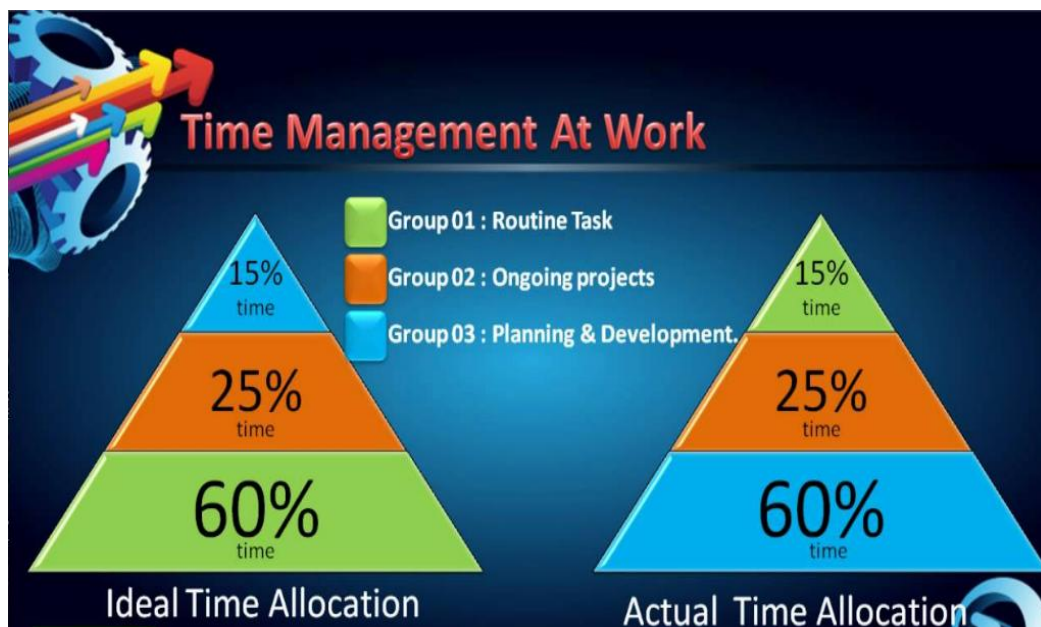 Time Management At Work
Group 01 : Routine Task
Group 02 : Ongoing projects
Group 03 : Planning & Development.
15%
time
25%
time
60%
time
Ideal Time Allocation
15%
time
25%
time
60%
time
Actual Time Allocation